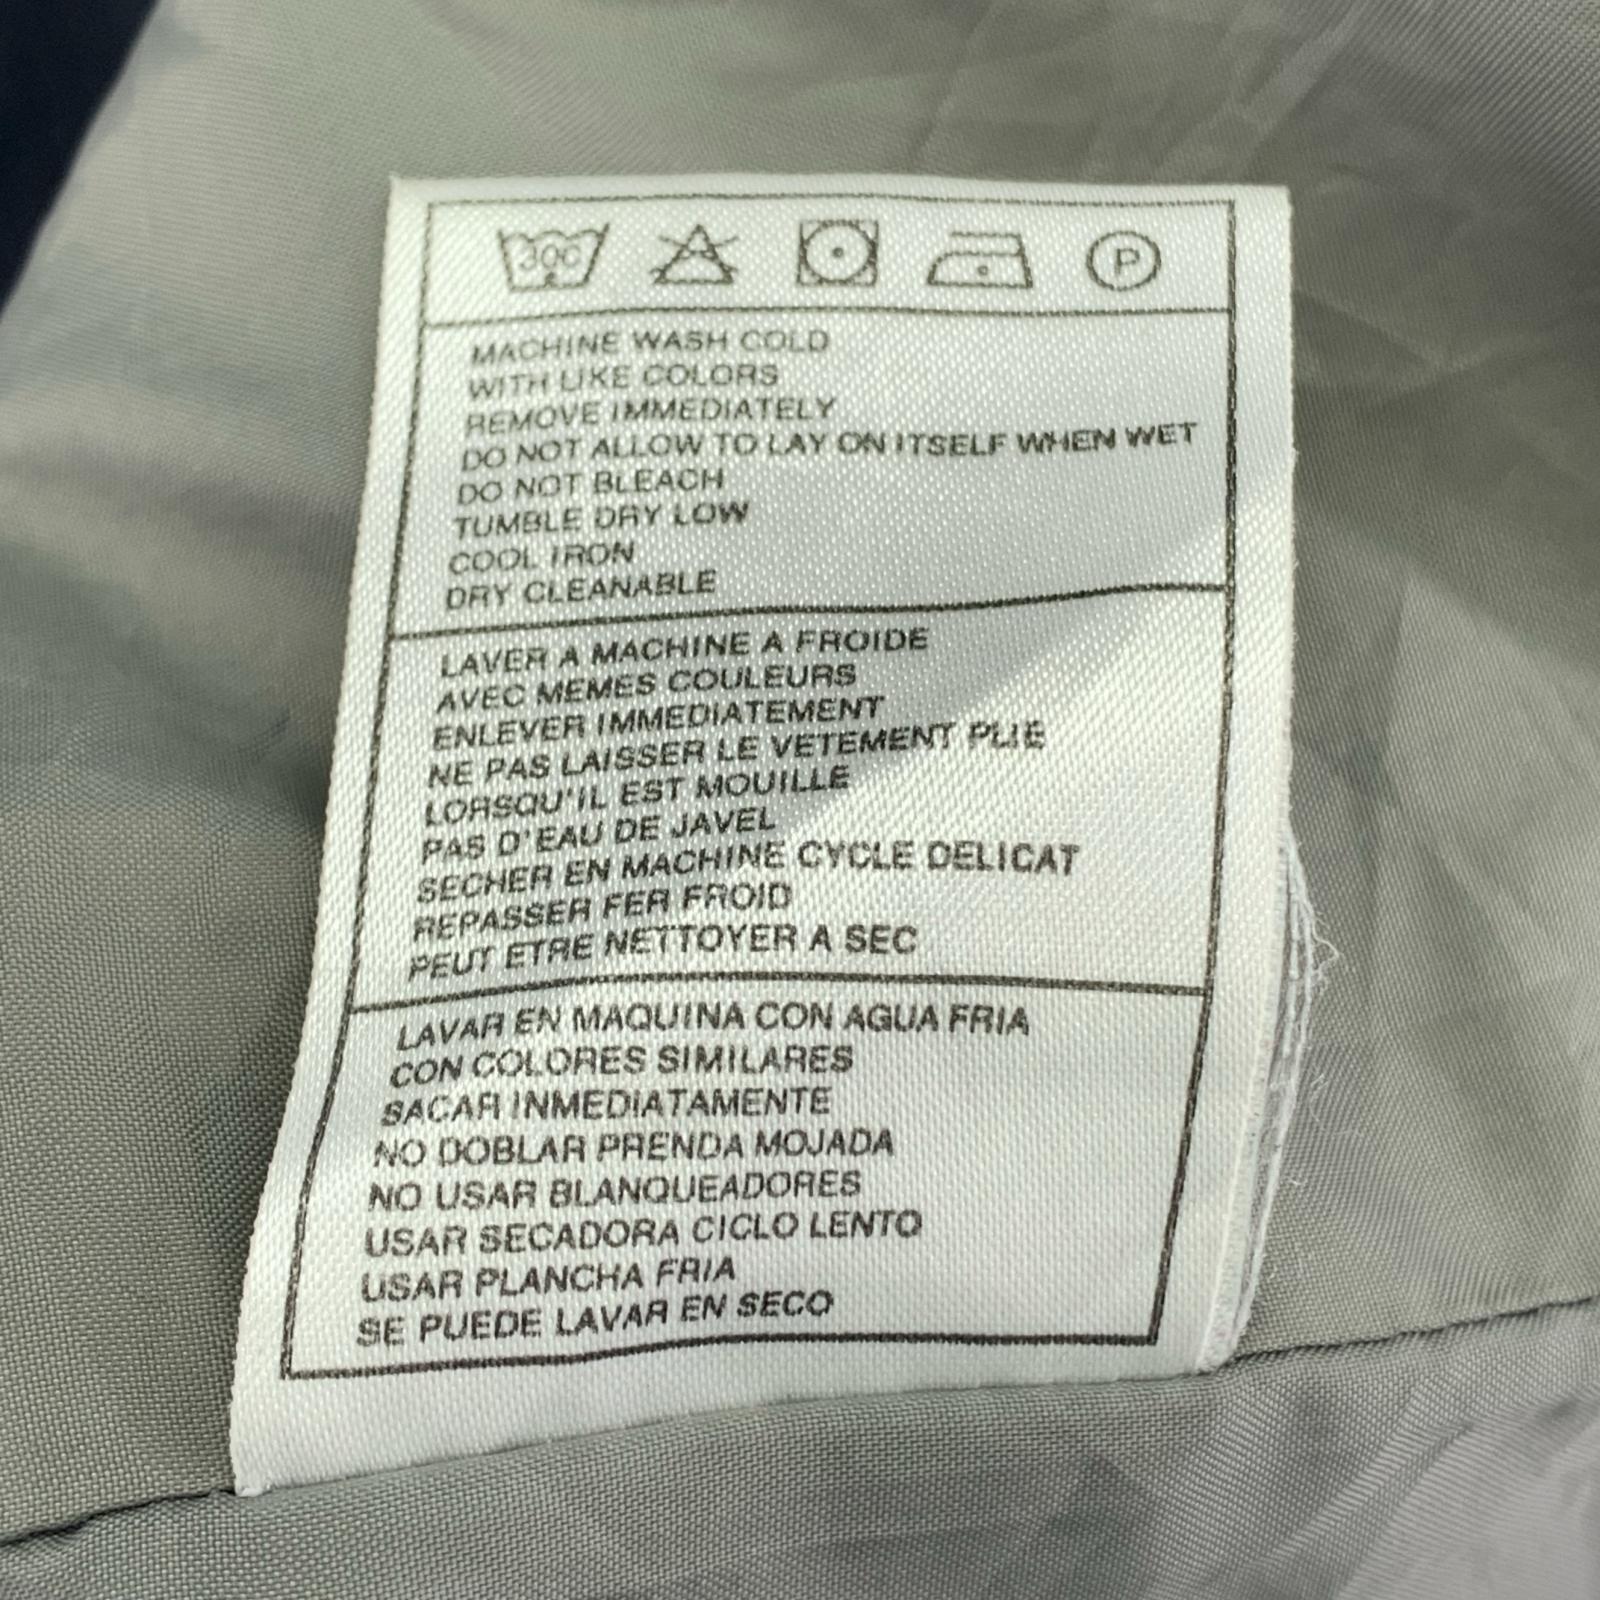 30C
P
MACHINE WASH COLD
WITH LIKE COLORS
REMOVE IMMEDIATELY
DO NOT ALLOW TO LAY ON ITSELF WHEN WET
DO NOT BLEACH
TUMBLE DRY LOW
COOL IRON
DRY CLEANABLE
LAVER A MACHINE A FROIDE
AVEC MEMES COULEURS
ENLEVER IMMEDIATEMENT
NE PAS LAISSER LE VETEMENT PLIE
LORSQU'IL EST MOUILLE
PAS D'EAU DE JAVEL
SECHER EN MACHINE CYCLE DELICAT
REPASSER FER FROID
PEUT ETRE NETTOYER A SEC
LAVAR EN MAQUINA CON AGUA FRIA
CON COLORES SIMILARES
SACAR INMEDIATAMENTE
NO DOBLAR PRENDA MOJADA
NO USAR BLANQUEADORES
USAR SECADORA CICLO LENTO
USAR PLANCHA FRIA
SE PUEDE LAVAR EN SECO